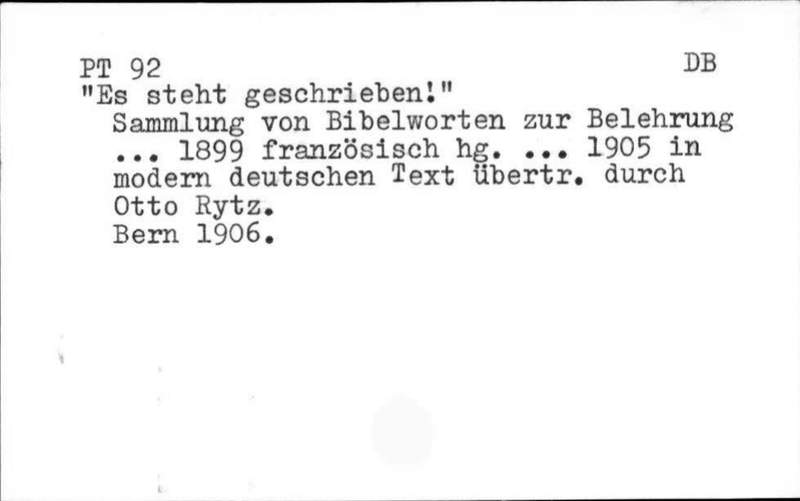 PT 92 DB
"Es steht geschrieben!"
Sammlung von Bibelworten zur Belehrung
... 1899 französisch hg. ... 1905 in
modern deutschen Text übertr. durch
Otto Rytz.
Bern 1906.